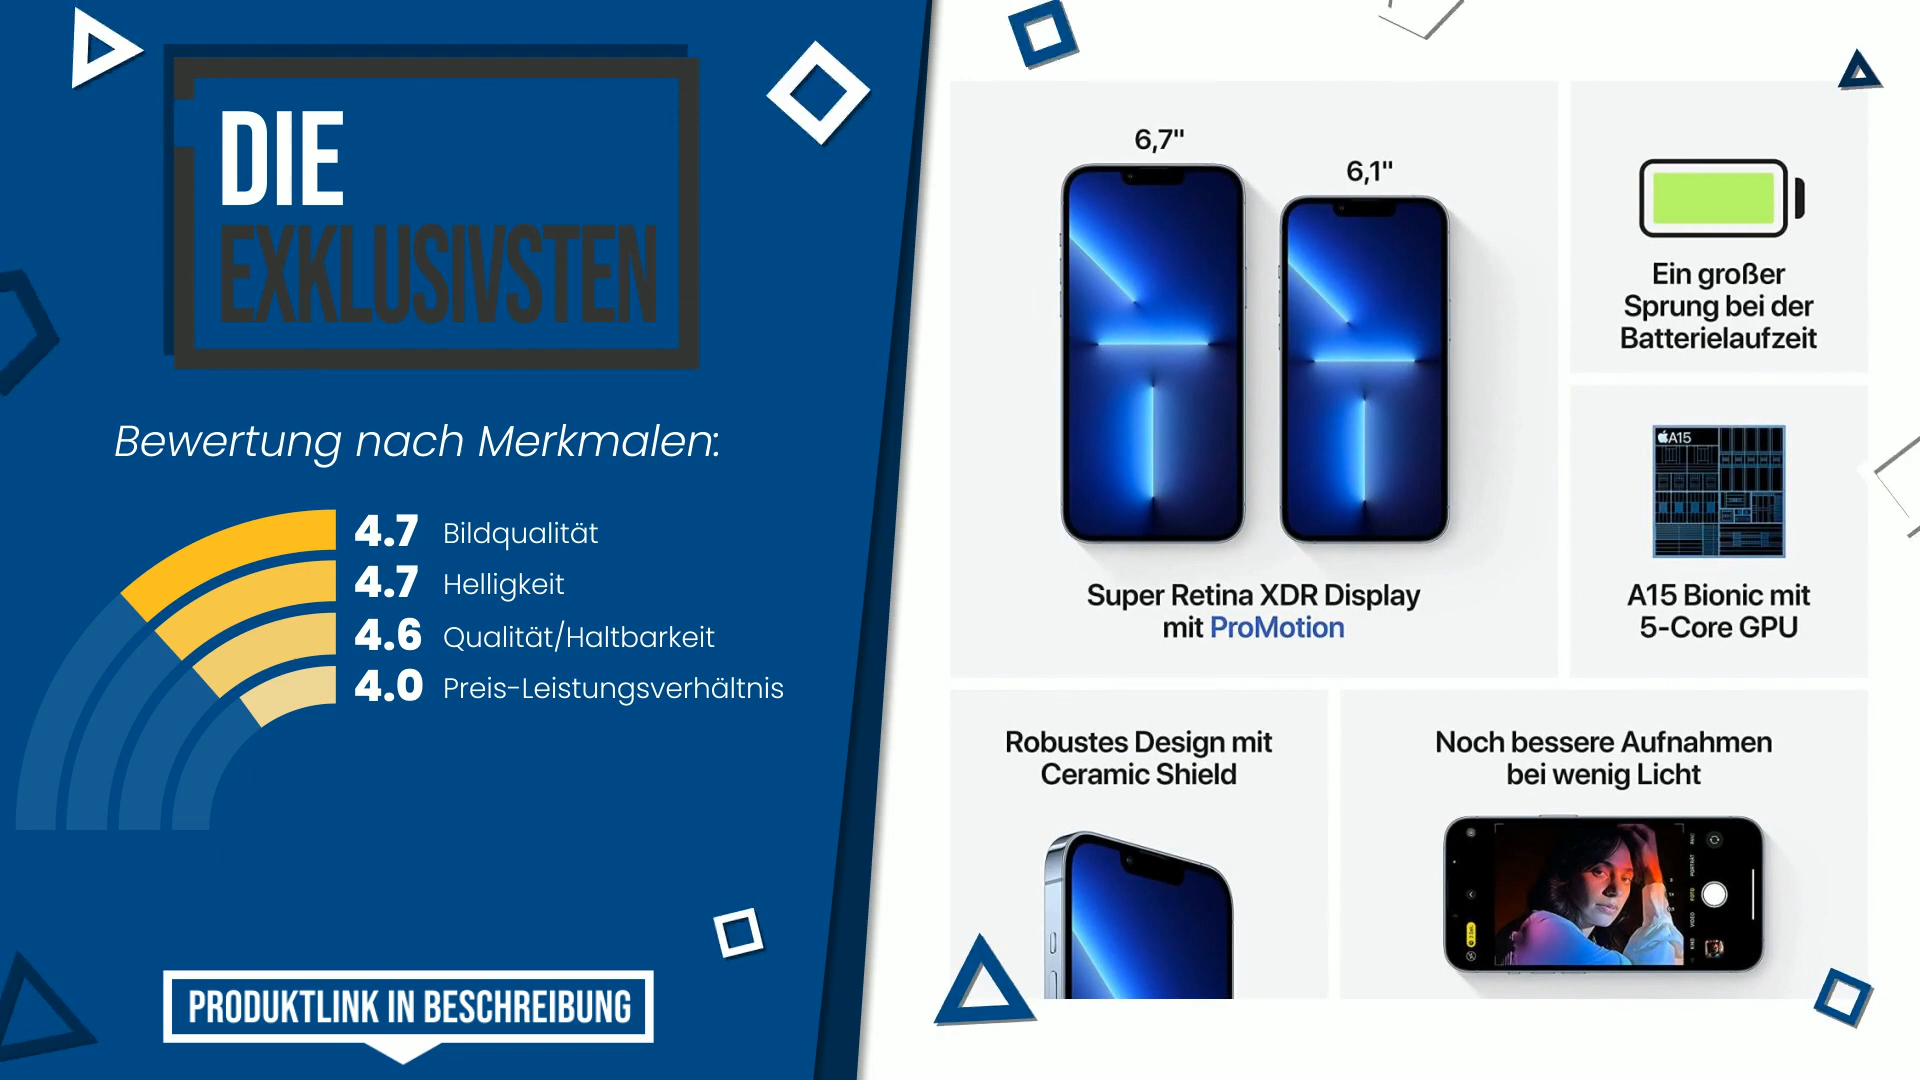 DIE
EXKLUSIVSTEN
Bewertung nach Merkmalen:
4.7 Bildqualität
4.7 Helligkeit
4.6 Qualität/Haltbarkeit
4.0 Preis-Leistungsverhältnis
PRODUKTLINK IN BESCHREIBUNG
6,7"
6,1"
Super Retina XDR Display
mit ProMotion
Ein großer
Sprung bei der
Batterielaufzeit
A15
A15 Bionic mit
5-Core GPU
Robustes Design mit
Ceramic Shield
Noch bessere Aufnahmen
bei wenig Licht